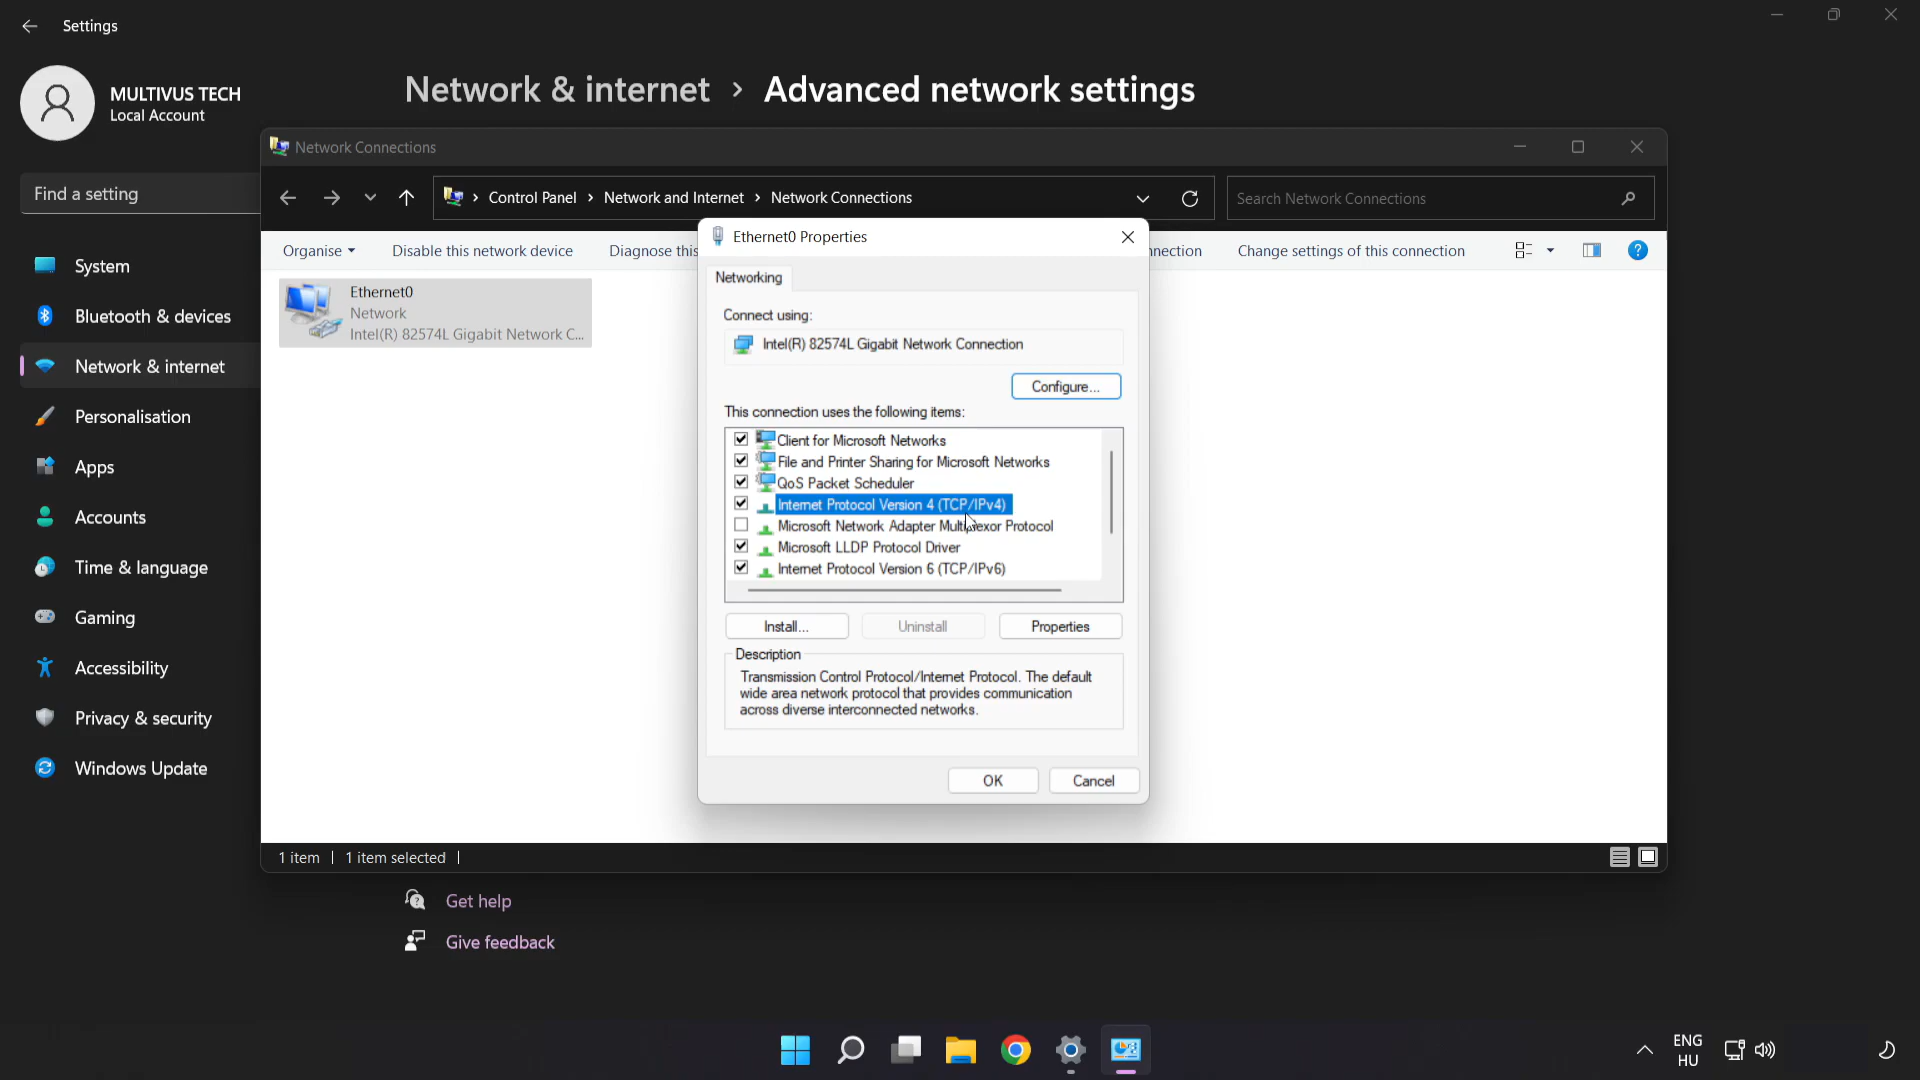 Settings
MULTIVUS TECH
Local Account
Find a setting
System
Bluetooth & devices
Network & internet
Personalisation
Apps
Accounts
Time & language
Gaming
Accessibility
Privacy & security
Windows Update
Network & internet › Advanced network settings
Network Connections
Control Panel › Network and Internet › Network Connections
Search Network Connections
Organise
Disable this network device
Diagnose this
nnection
Change settings of this connection
Ethernet0
Network
Intel(R) 82574L Gigabit Network C...
Ethernet0 Properties
Networking
Connect using:
Intel(R) 82574L Gigabit Network Connection
Configure...
This connection uses the following items:
Client for Microsoft Networks
File and Printer Sharing for Microsoft Networks
QoS Packet Scheduler
Internet Protocol Version 4 (TCP/IPv4)
Microsoft Network Adapter Multiplexor Protocol
Microsoft LLDP Protocol Driver
Internet Protocol Version 6 (TCP/IPv6)
Install...
Uninstall
Properties
Description
Transmission Control Protocol/Internet Protocol. The default
wide area network protocol that provides communication
across diverse interconnected networks.
OK
Cancel
1 item
1 item selected
Get help
Give feedback
ENG
HU